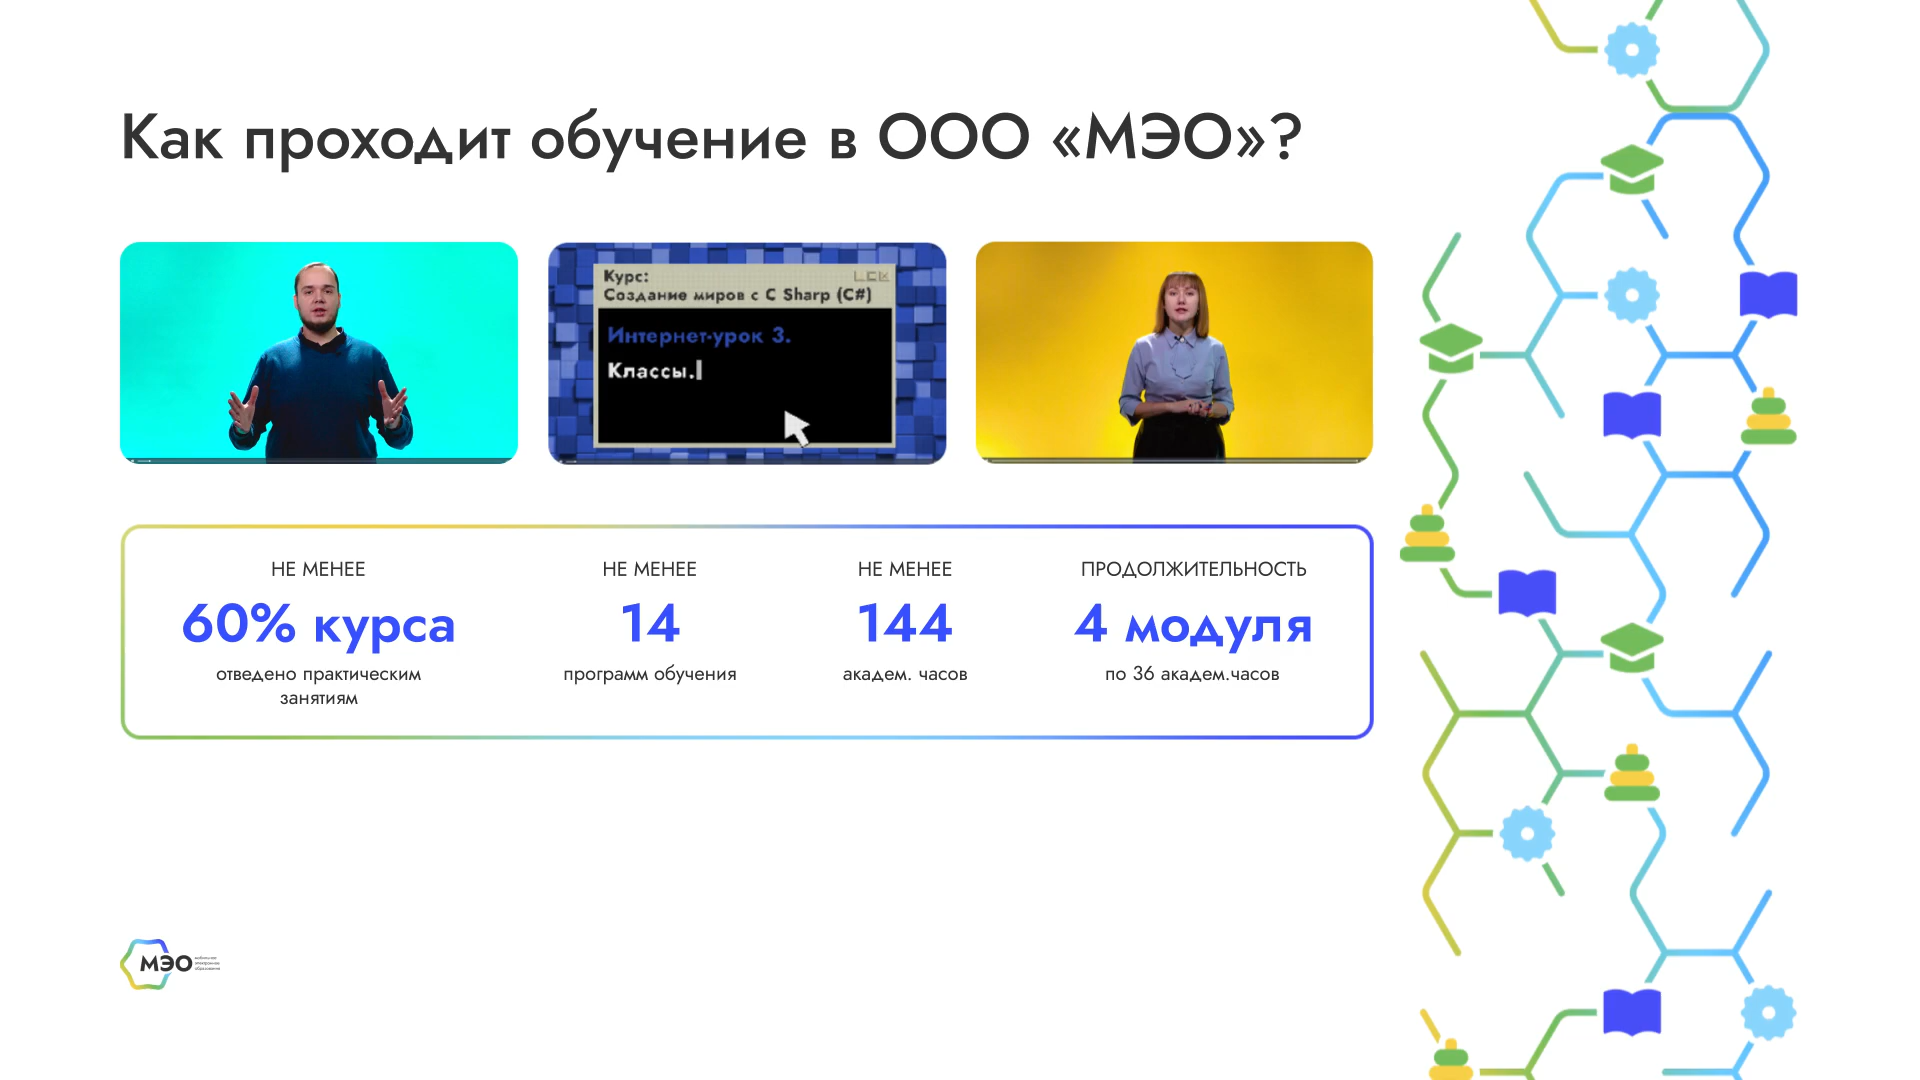 Как проходит обучение в ООО «МЭО»?
Курс:
Создание миров с C Sharp (C#)
Интернет-урок 3.
Классы.
НЕ МЕНЕЕ
60% курса
отведено практическим
занятиям
НЕ МЕНЕЕ
14
программ обучения
НЕ МЕНЕЕ
144
академ. часов
ПРОДОЛЖИТЕЛЬНОСТЬ
4 модуля
по 36 академ.часов
МЭО